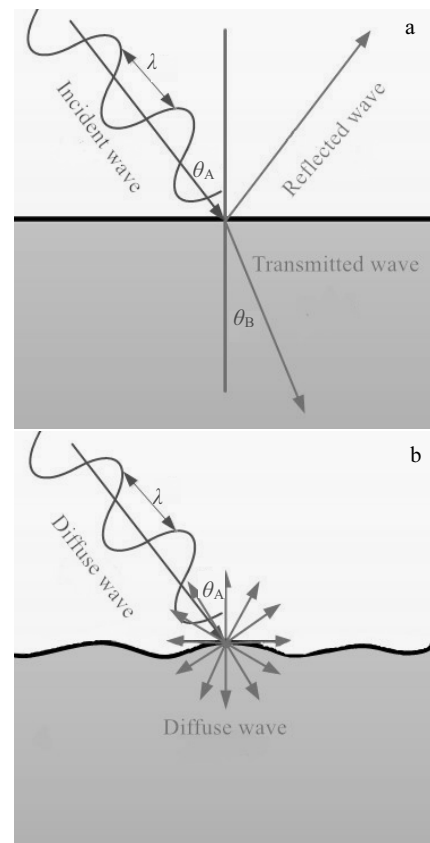 a
λ
Incident wave
θA
Reflected wave
Transmitted wave
θB
b
λ
Diffuse wave
θA
Diffuse wave